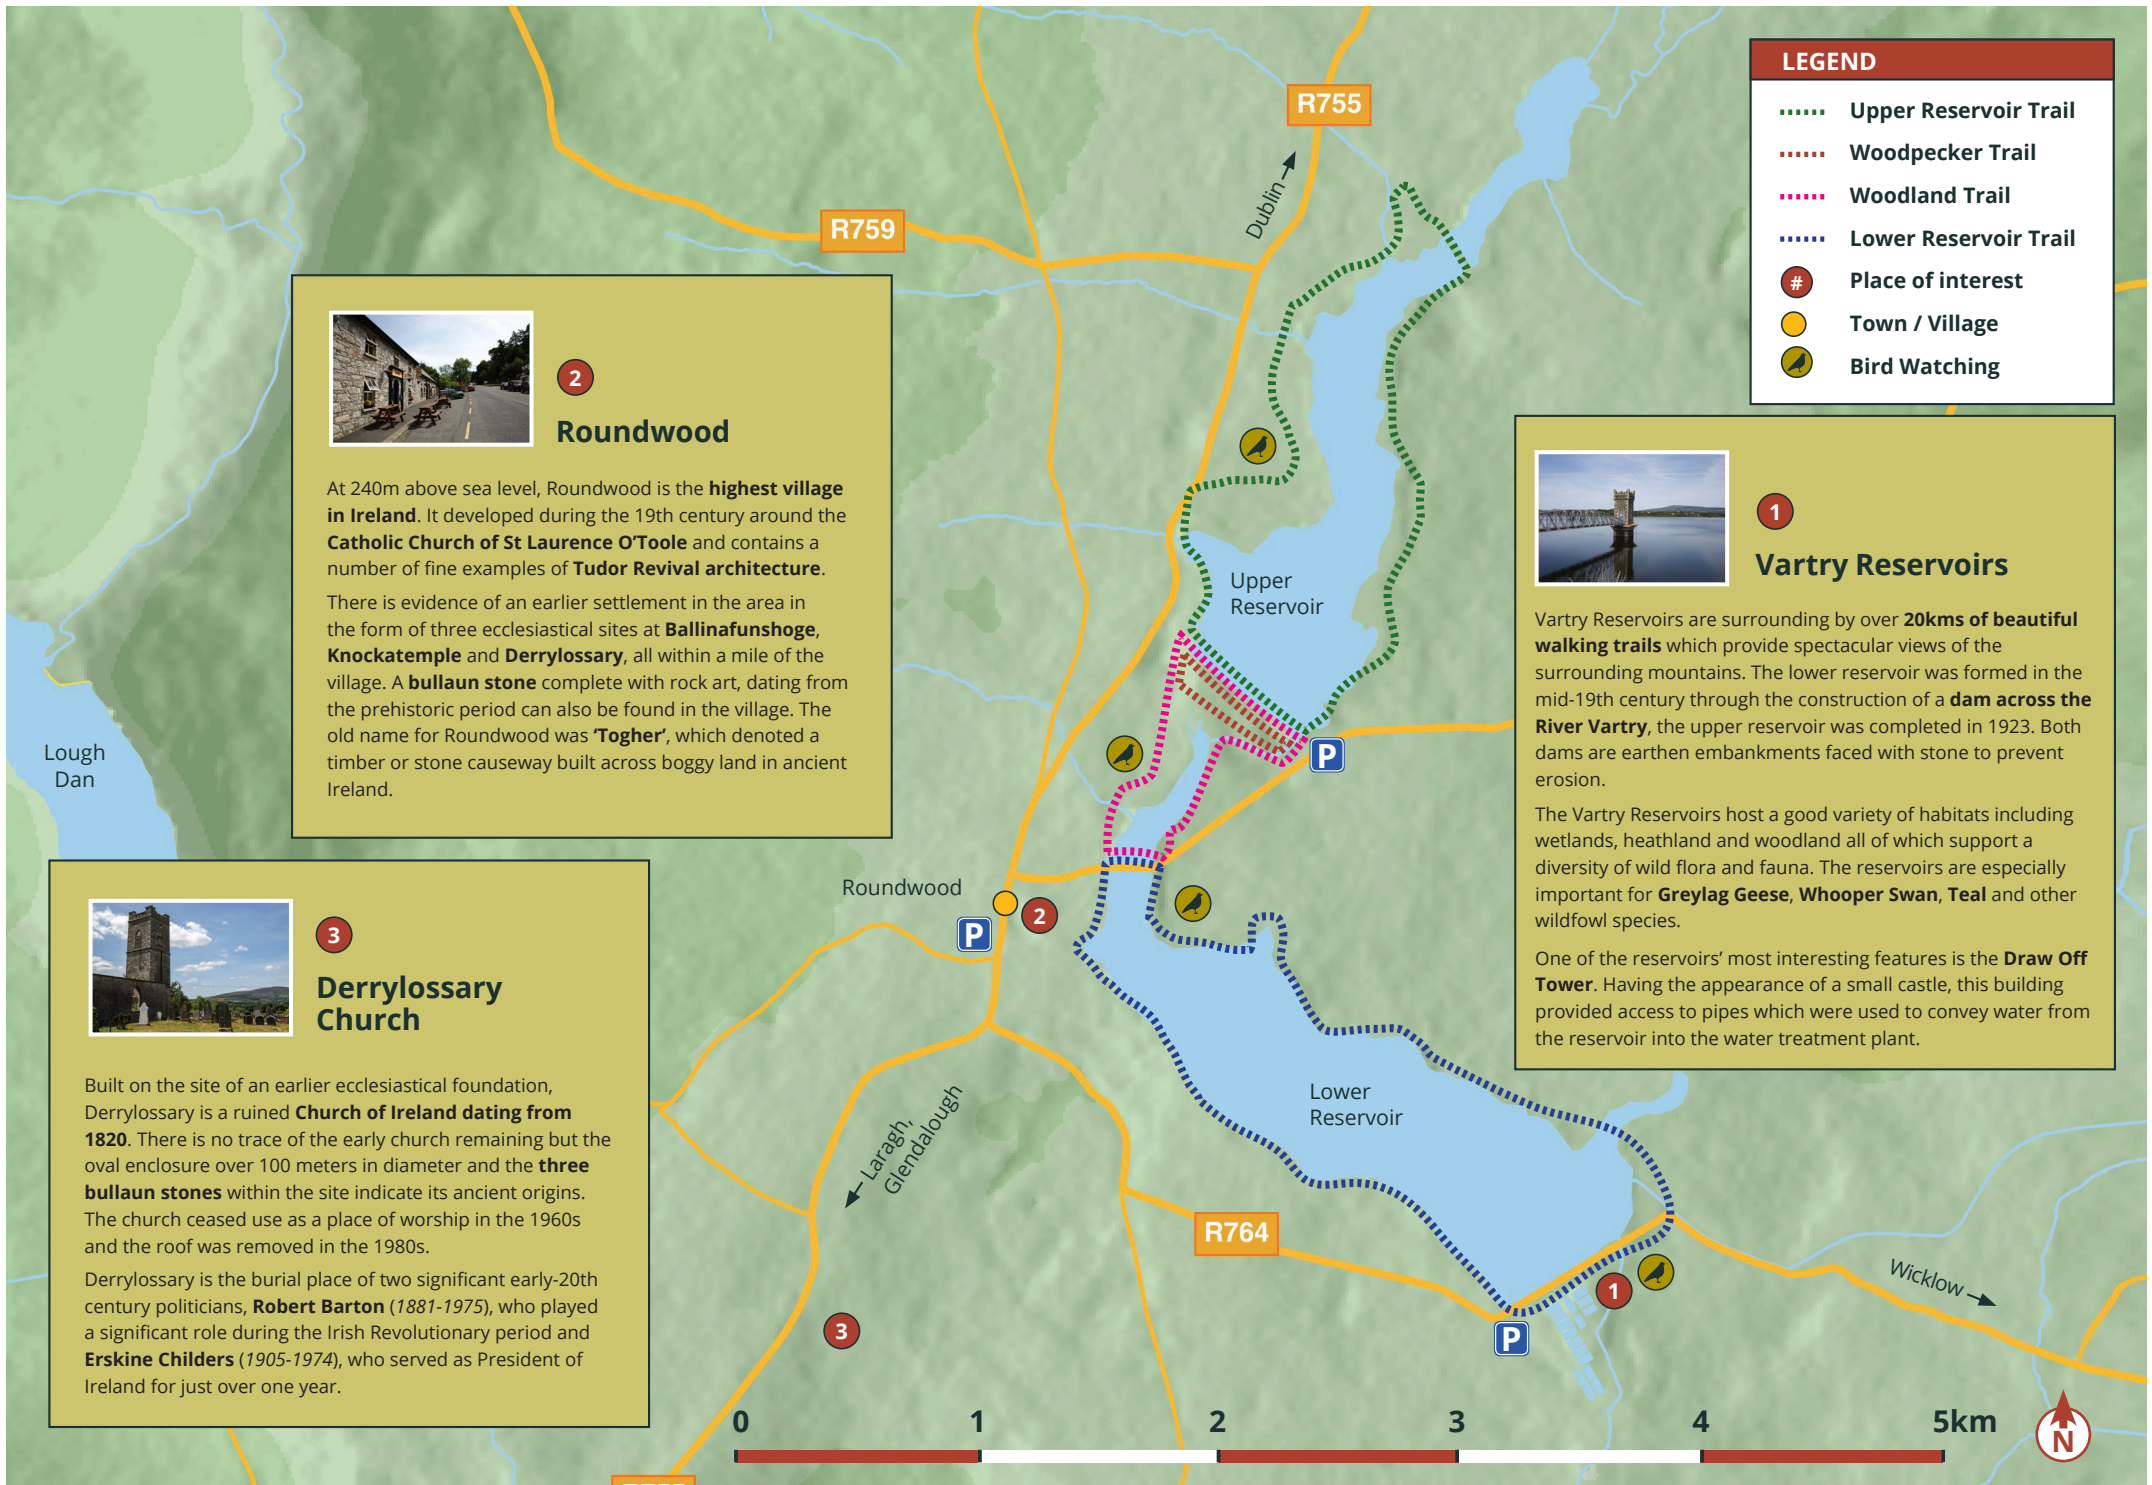 LEGEND
Upper Reservoir Trail
Woodpecker Trail
Woodland Trail
Lower Reservoir Trail
# Place of interest
Town / Village
Bird Watching
R755
Dublin
R759
2
Roundwood
At 240m above sea level, Roundwood is the highest village
in Ireland. It developed during the 19th century around the
Catholic Church of St Laurence O'Toole and contains a
number of fine examples of Tudor Revival architecture.
There is evidence of an earlier settlement in the area in
the form of three ecclesiastical sites at Ballinafunshoge,
Knockatemple and Derrylossary, all within a mile of the
village. A bullaun stone complete with rock art, dating from
the prehistoric period can also be found in the village. The
old name for Roundwood was ‘Togher’, which denoted a
timber or stone causeway built across boggy land in ancient
Ireland.
1
Vartry Reservoirs
Vartry Reservoirs are surrounding by over 20kms of beautiful
walking trails which provide spectacular views of the
surrounding mountains. The lower reservoir was formed in the
mid-19th century through the construction of a dam across the
River Vartry, the upper reservoir was completed in 1923. Both
dams are earthen embankments faced with stone to prevent
erosion.
The Vartry Reservoirs host a good variety of habitats including
wetlands, heathland and woodland all of which support a
diversity of wild flora and fauna. The reservoirs are especially
important for Greylag Geese, Whooper Swan, Teal and other
wildfowl species.
One of the reservoirs’ most interesting features is the Draw Off
Tower. Having the appearance of a small castle, this building
provided access to pipes which were used to convey water from
the reservoir into the water treatment plant.
Upper
Reservoir
Lough
Dan
P
Roundwood
2
P
3
Derrylossary
Church
Built on the site of an earlier ecclesiastical foundation,
Derrylossary is a ruined Church of Ireland dating from
1820. There is no trace of the early church remaining but the
oval enclosure over 100 meters in diameter and the three
bullaun stones within the site indicate its ancient origins.
The church ceased use as a place of worship in the 1960s
and the roof was removed in the 1980s.
Derrylossary is the burial place of two significant early-20th
century politicians, Robert Barton (1881-1975), who played
a significant role during the Irish Revolutionary period and
Erskine Childers (1905-1974), who served as President of
Ireland for just over one year.
Lower
Reservoir
Laragh,
Glendalough
R764
Wicklow
1
3
P
0 1 2 3 4 5km
N